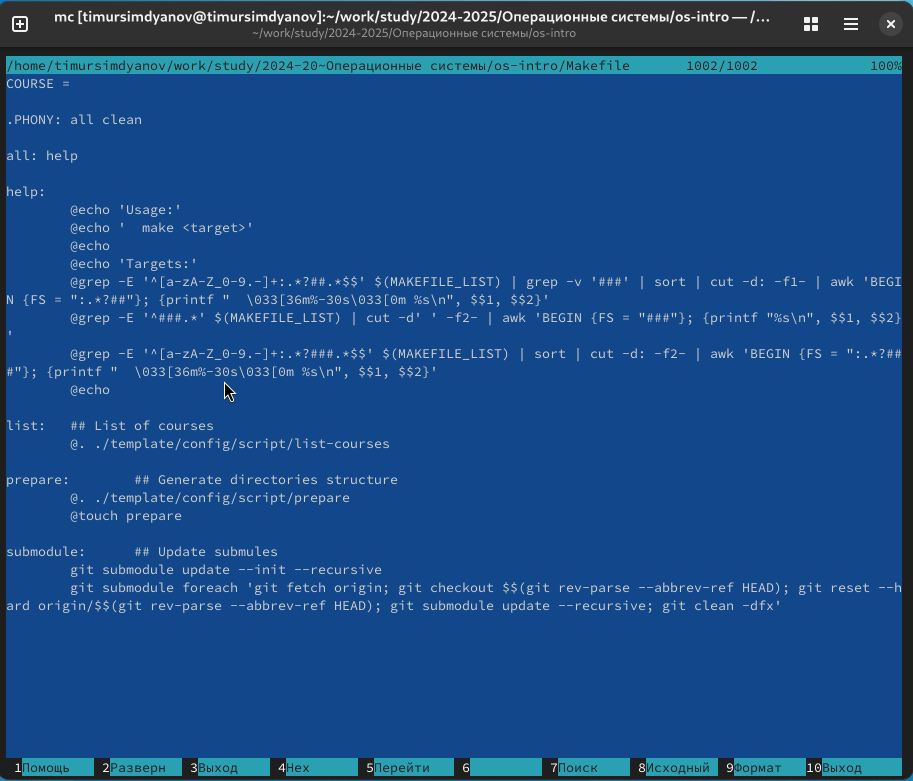 mc [timursimdyanov@timursimdyanov]:~/work/study/2024-2025/Операционные системы/os-intro — /...
~/work/study/2024-2025/Операционные системы/os-intro
/home/timursimdyanov/work/study/2024-20~Операционные системы/os-intro/Makefile 1002/1002 100%
COURSE =
.PHONY: all clean
all: help
help:
@echo 'Usage:'
@echo '  make <target>'
@echo
@echo 'Targets:'
@grep -E '^[a-zA-Z_0-9.-]+:.*?##.*$$' $(MAKEFILE_LIST) | grep -v '###' | sort | cut -d: -f1- | awk 'BEGI
N {FS = ":.*?##"}; {printf "  \033[36m%-30s\033[0m %s\n", $$1, $$2}'
@grep -E '^###.*' $(MAKEFILE_LIST) | cut -d' ' -f2- | awk 'BEGIN {FS = "###"}; {printf "%s\n", $$1, $$2}
'
@grep -E '^[a-zA-Z_0-9.-]+:.*?###.*$$' $(MAKEFILE_LIST) | sort | cut -d: -f2- | awk 'BEGIN {FS = ":.*?##
#"}; {printf "  \033[36m%-30s\033[0m %s\n", $$1, $$2}'
@echo
list:   ## List of courses
@. ./template/config/script/list-courses
prepare:        ## Generate directories structure
@. ./template/config/script/prepare
@touch prepare
submodule:      ## Update submules
git submodule update --init --recursive
git submodule foreach 'git fetch origin; git checkout $$(git rev-parse --abbrev-ref HEAD); git reset --h
ard origin/$$(git rev-parse --abbrev-ref HEAD); git submodule update --recursive; git clean -dfx'
1Помощь 2Разверн 3Выход 4Hex 5Перейти 6 7Поиск 8Исходный 9Формат 10Выход